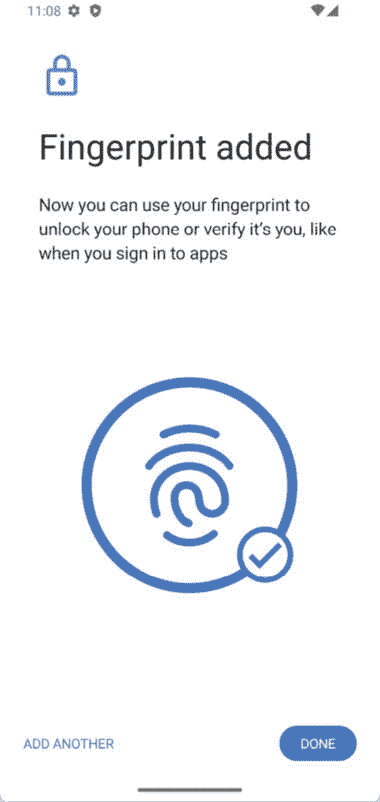 11:08
Fingerprint added
Now you can use your fingerprint to
unlock your phone or verify it's you, like
when you sign in to apps
ADD ANOTHER
DONE